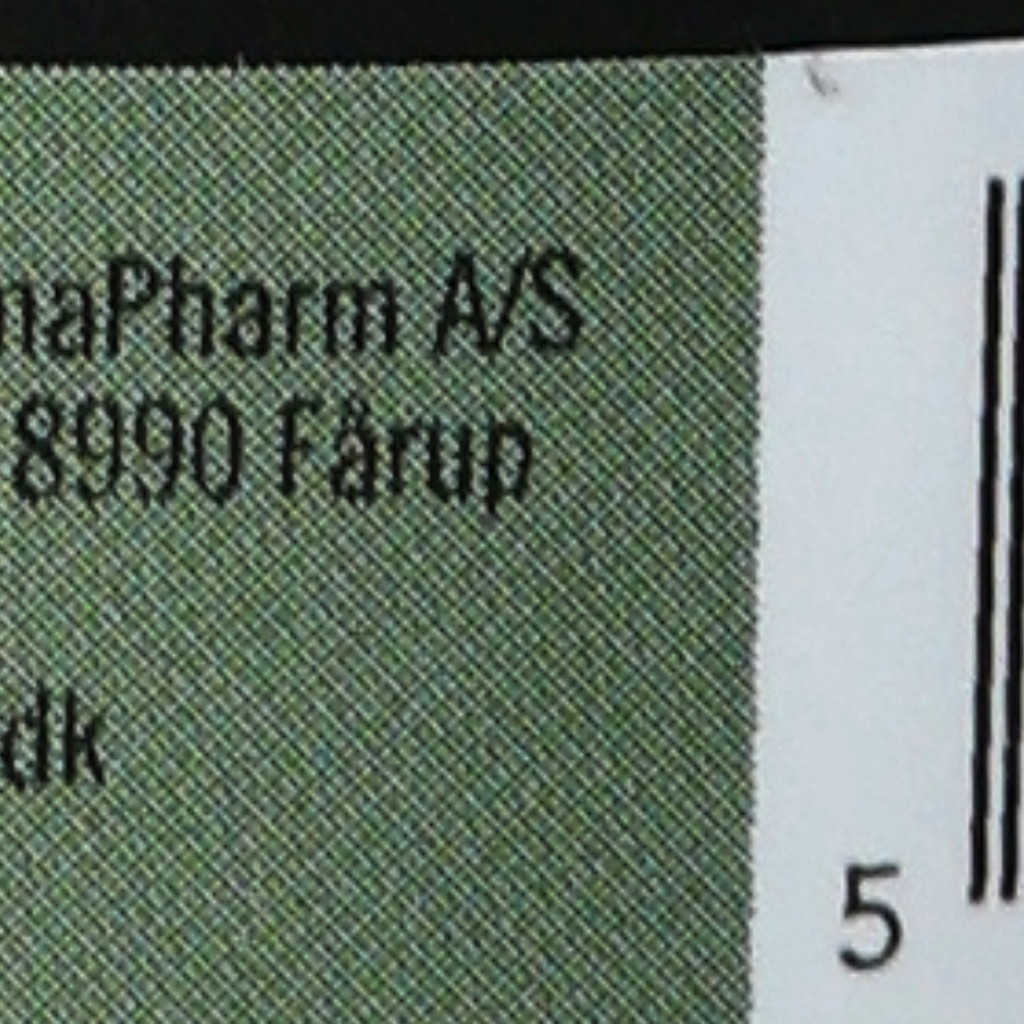 naPharm A/S
8990 Fårup
dk
5